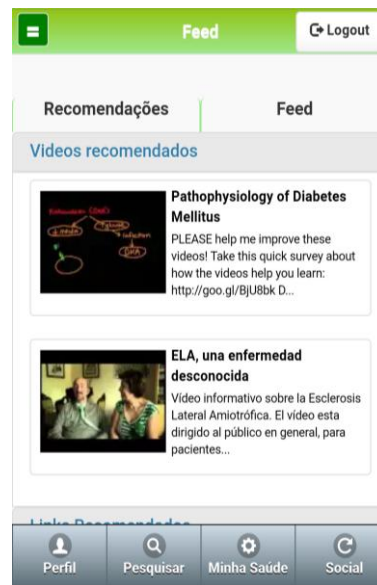 Feed
Logout
Recomendações
Feed
Videos recomendados
Pathophysiology of Diabetes
Mellitus
PLEASE help me improve these
videos! Take this quick survey about
how the videos help you learn:
http://goo.gl/BjU8bk D...
ELA, una enfermedad
desconocida
Vídeo informativo sobre la Esclerosis
Lateral Amiotrófica. El vídeo esta
dirigido al público en general, para
pacientes...
Links Recomendados
Perfil
Pesquisar
Minha Saúde
Social